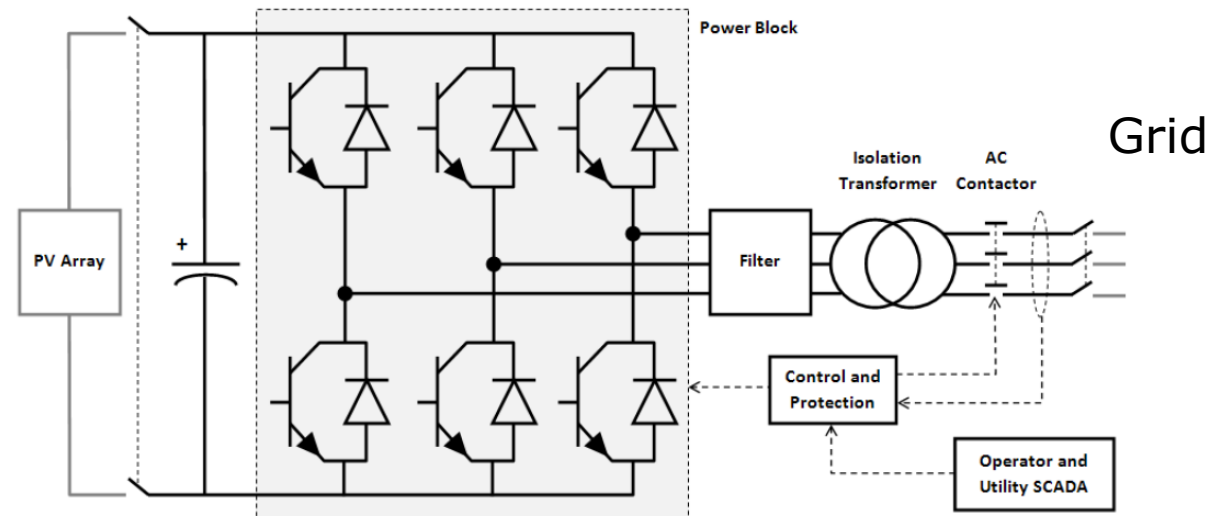 Power Block
Grid
Isolation
Transformer
AC
Contactor
+
PV Array
Filter
Control and
Protection
Operator and
Utility SCADA